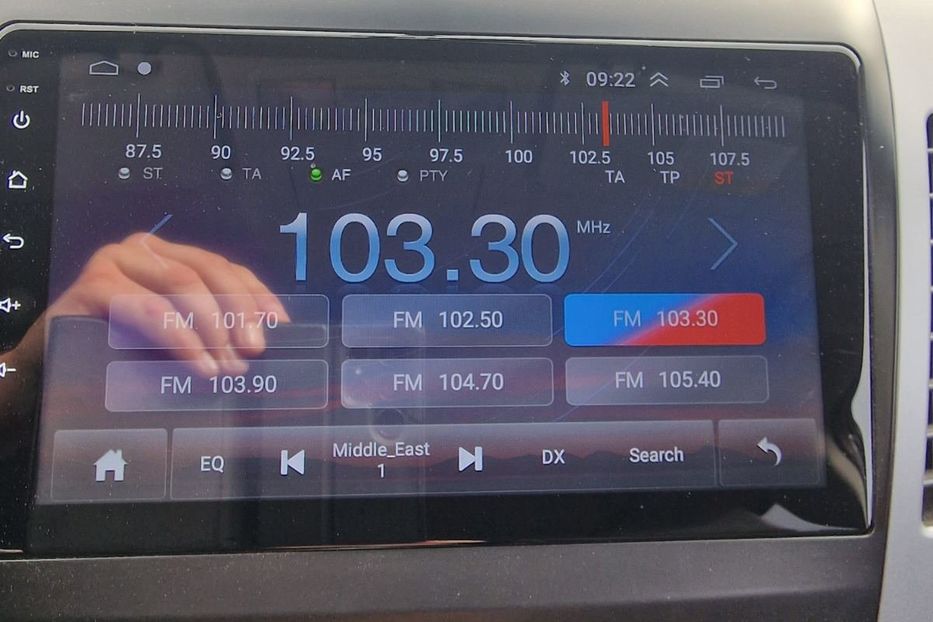 MIC
09:22
RST
87.5 90 92.5 95 97.5 100 102.5 105 107.5
ST TA AF PTY TA TP ST
103.30 MHz
FM 101.70 FM 102.50 FM 103.30
FM 103.90 FM 104.70 FM 105.40
EQ Middle_East 1 DX Search